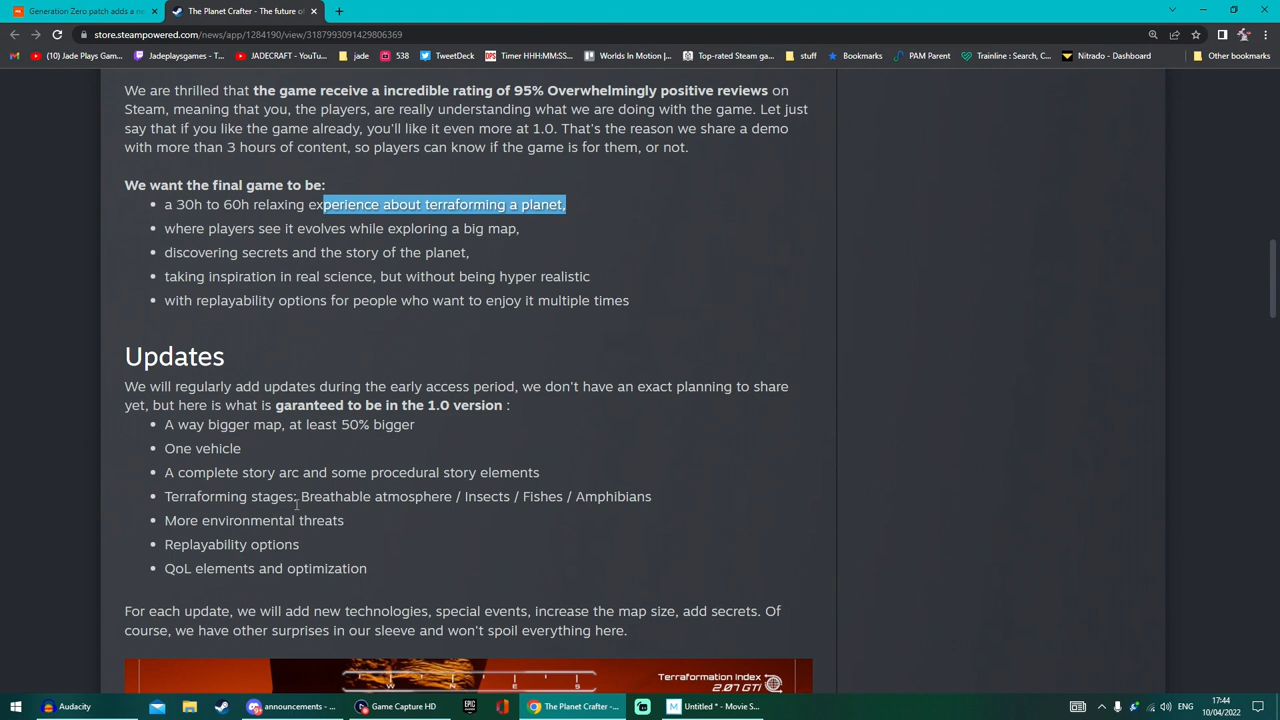 Generation Zero patch adds a ne
The Planet Crafter - The future of
store.steampowered.com/news/app/1284190/view/3187993091429806369
(10) Jade Plays Gam...
Jadeplaysgames - T...
JADECRAFT - YouTu...
jade
538
TweetDeck
Timer HHH:MM:SS...
Worlds In Motion |...
Top-rated Steam ga...
stuff
Bookmarks
PAM Parent
Trainline : Search, C...
Nitrado - Dashboard
Other bookmarks
We are thrilled that the game receive a incredible rating of 95% Overwhelmingly positive reviews on
Steam, meaning that you, the players, are really understanding what we are doing with the game. Let just
say that if you like the game already, you'll like it even more at 1.0. That's the reason we share a demo
with more than 3 hours of content, so players can know if the game is for them, or not.
We want the final game to be:
• a 30h to 60h relaxing experience about terraforming a planet,
• where players see it evolves while exploring a big map,
• discovering secrets and the story of the planet,
• taking inspiration in real science, but without being hyper realistic
• with replayability options for people who want to enjoy it multiple times
Updates
We will regularly add updates during the early access period, we don't have an exact planning to share
yet, but here is what is garanteed to be in the 1.0 version :
• A way bigger map, at least 50% bigger
• One vehicle
• A complete story arc and some procedural story elements
• Terraforming stages: Breathable atmosphere / Insects / Fishes / Amphibians
• More environmental threats
• Replayability options
• QoL elements and optimization
For each update, we will add new technologies, special events, increase the map size, add secrets. Of
course, we have other surprises in our sleeve and won't spoil everything here.
W N E S
Terraformation Index
2.07 GTi
Audacity
announcements - ...
Game Capture HD
EPIC
The Planet Crafter -...
Untitled * - Movie S...
ENG
17:44
10/04/2022